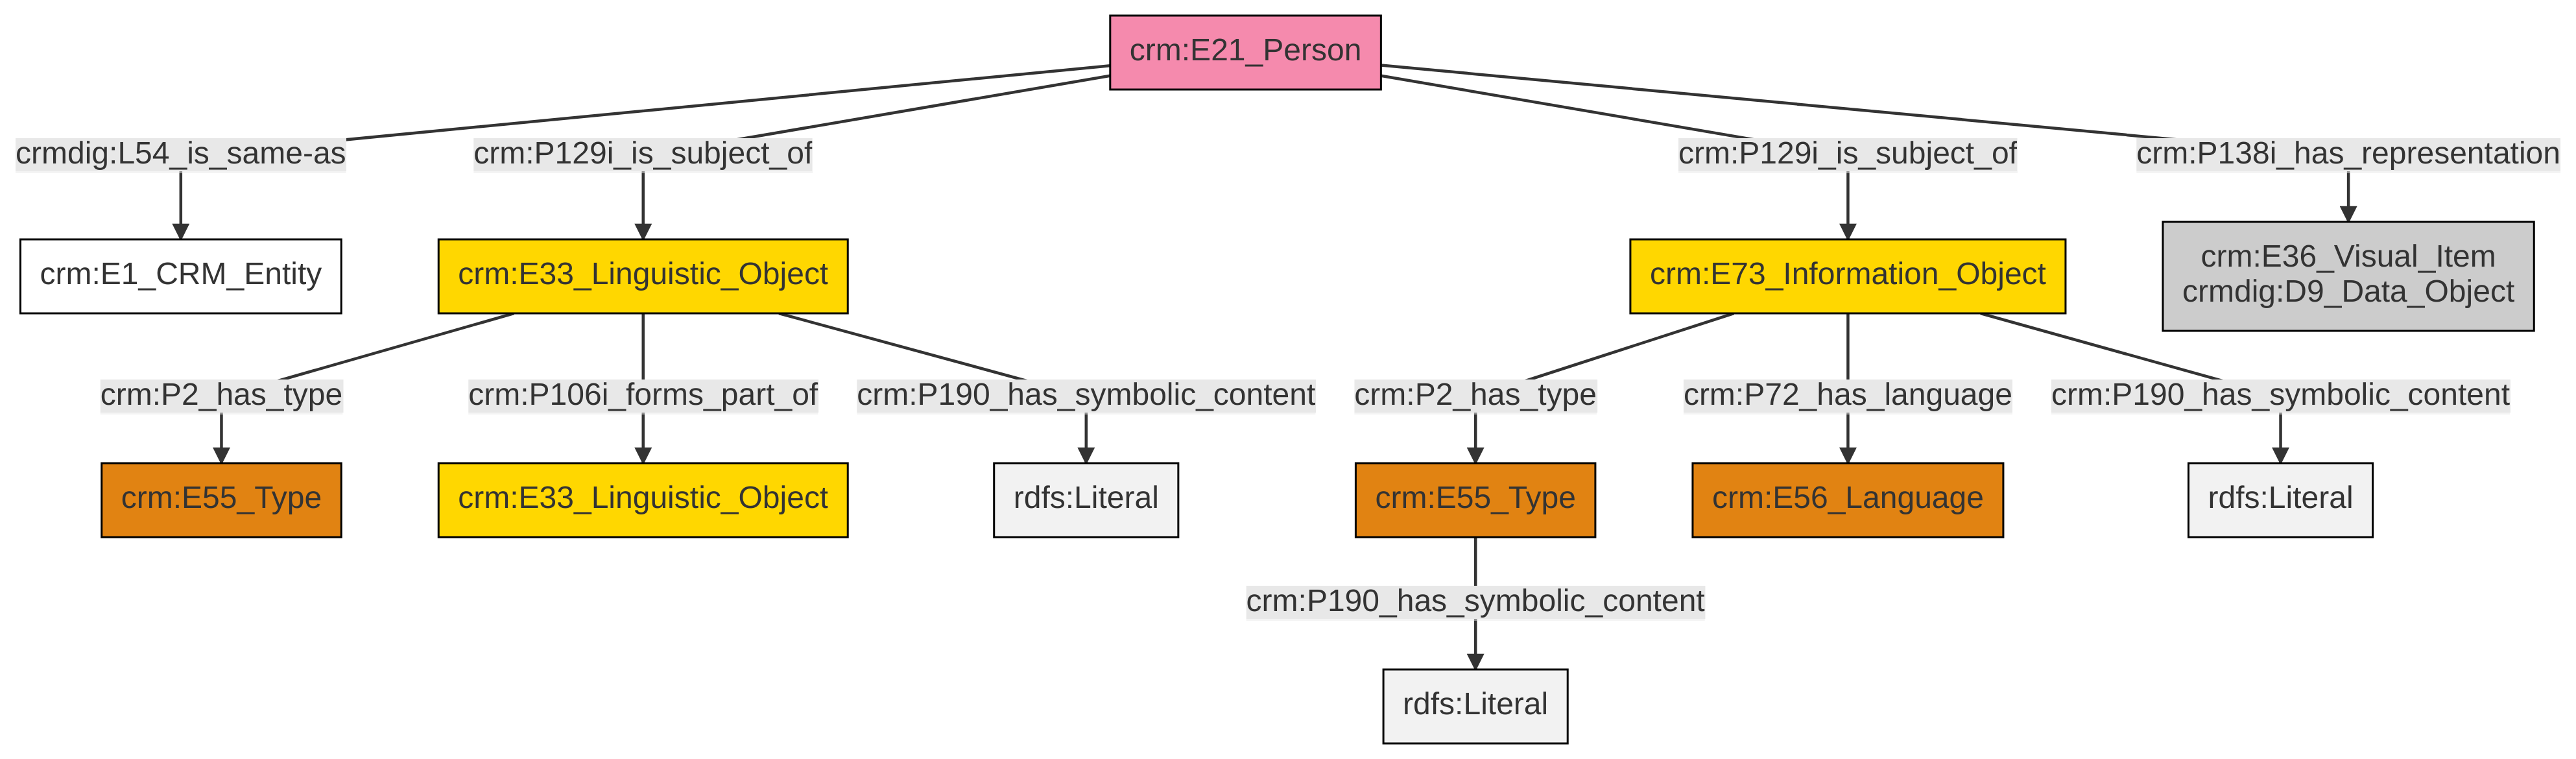 crm:E21_Person
crmdig:L54_is_same-as
crm:P129i_is_subject_of
crm:P129i_is_subject_of
crm:P138i_has_representation
crm:E1_CRM_Entity
crm:E33_Linguistic_Object
crm:E73_Information_Object
crm:E36_Visual_Item
crmdig:D9_Data_Object
crm:P2_has_type
crm:P106i_forms_part_of
crm:P190_has_symbolic_content
crm:P2_has_type
crm:P72_has_language
crm:P190_has_symbolic_content
crm:E55_Type
crm:E33_Linguistic_Object
rdfs:Literal
crm:E55_Type
crm:E56_Language
rdfs:Literal
crm:P190_has_symbolic_content
rdfs:Literal